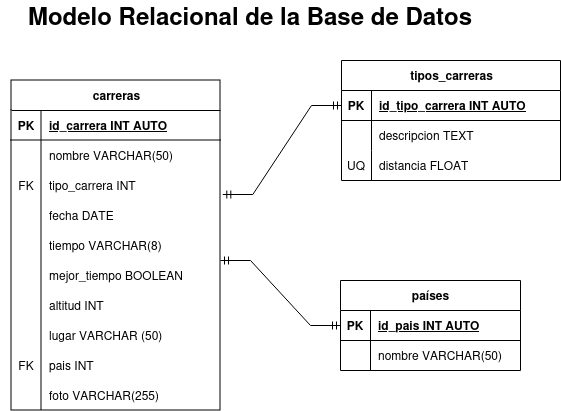 Modelo Relacional de la Base de Datos
carreras
PK id_carrera INT AUTO
nombre VARCHAR(50)
FK tipo_carrera INT
fecha DATE
tiempo VARCHAR(8)
mejor_tiempo BOOLEAN
altitud INT
lugar VARCHAR (50)
FK pais INT
foto VARCHAR(255)
tipos_carreras
PK id_tipo_carrera INT AUTO
descripcion TEXT
UQ distancia FLOAT
países
PK id_pais INT AUTO
nombre VARCHAR(50)